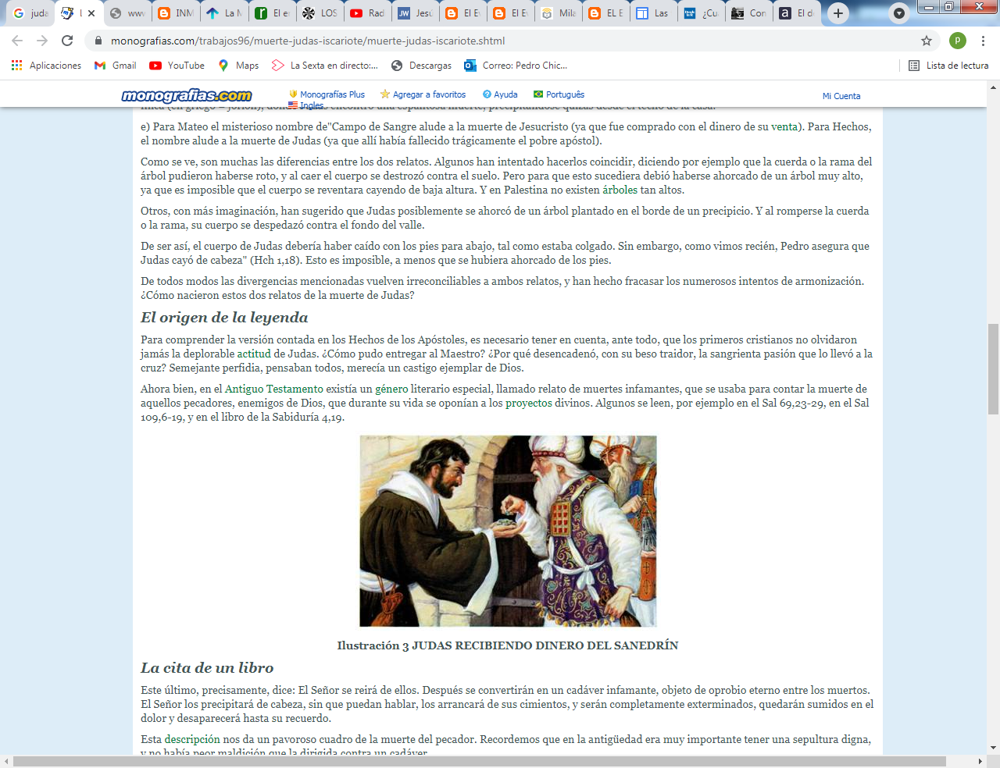 juda
L
www
INM
La M
El er
LOS
Rad
Jesú
El Ev
El Ev
Mila
EL E
Las
¿Cu
Con
El d
monografias.com/trabajos96/muerte-judas-iscariote/muerte-judas-iscariote.shtml
p
Aplicaciones
Gmail
YouTube
Maps
La Sexta en directo:...
Descargas
Correo: Pedro Chic...
Lista de lectura
monografias.com
Monografías Plus
Agregar a favoritos
Ayuda
Português
Ingles
Mi Cuenta
e) Para Mateo el misterioso nombre de"Campo de Sangre alude a la muerte de Jesucristo (ya que fue comprado con el dinero de su venta). Para Hechos,
el nombre alude a la muerte de Judas (ya que allí había fallecido trágicamente el pobre apóstol).
Como se ve, son muchas las diferencias entre los dos relatos. Algunos han intentado hacerlos coincidir, diciendo por ejemplo que la cuerda o la rama del
árbol pudieron haberse roto, y al caer el cuerpo se destrozó contra el suelo. Pero para que esto sucediera debió haberse ahorcado de un árbol muy alto,
ya que es imposible que el cuerpo se reventara cayendo de baja altura. Y en Palestina no existen árboles tan altos.
Otros, con más imaginación, han sugerido que Judas posiblemente se ahorcó de un árbol plantado en el borde de un precipicio. Y al romperse la cuerda
o la rama, su cuerpo se despedazó contra el fondo del valle.
De ser así, el cuerpo de Judas debería haber caído con los pies para abajo, tal como estaba colgado. Sin embargo, como vimos recién, Pedro asegura que
Judas cayó de cabeza" (Hch 1,18). Esto es imposible, a menos que se hubiera ahorcado de los pies.
De todos modos las divergencias mencionadas vuelven irreconciliables a ambos relatos, y han hecho fracasar los numerosos intentos de armonización.
¿Cómo nacieron estos dos relatos de la muerte de Judas?
El origen de la leyenda
Para comprender la versión contada en los Hechos de los Apóstoles, es necesario tener en cuenta, ante todo, que los primeros cristianos no olvidaron
jamás la deplorable actitud de Judas. ¿Cómo pudo entregar al Maestro? ¿Por qué desencadenó, con su beso traidor, la sangrienta pasión que lo llevó a la
cruz? Semejante perfidia, pensaban todos, merecía un castigo ejemplar de Dios.
Ahora bien, en el Antiguo Testamento existía un género literario especial, llamado relato de muertes infamantes, que se usaba para contar la muerte de
aquellos pecadores, enemigos de Dios, que durante su vida se oponían a los proyectos divinos. Algunos se leen, por ejemplo en el Sal 69,23-29, en el Sal
109,6-19, y en el libro de la Sabiduría 4,19.
Ilustración 3 JUDAS RECIBIENDO DINERO DEL SANEDRÍN
La cita de un libro
Este último, precisamente, dice: El Señor se reirá de ellos. Después se convertirán en un cadáver infamante, objeto de oprobio eterno entre los muertos.
El Señor los precipitará de cabeza, sin que puedan hablar, los arrancará de sus cimientos, y serán completamente exterminados, quedarán sumidos en el
dolor y desaparecerá hasta su recuerdo.
Esta descripción nos da un pavoroso cuadro de la muerte del pecador. Recordemos que en la antigüedad era muy importante tener una sepultura digna,
y no había peor maldición que la dirigida contra un cadáver.